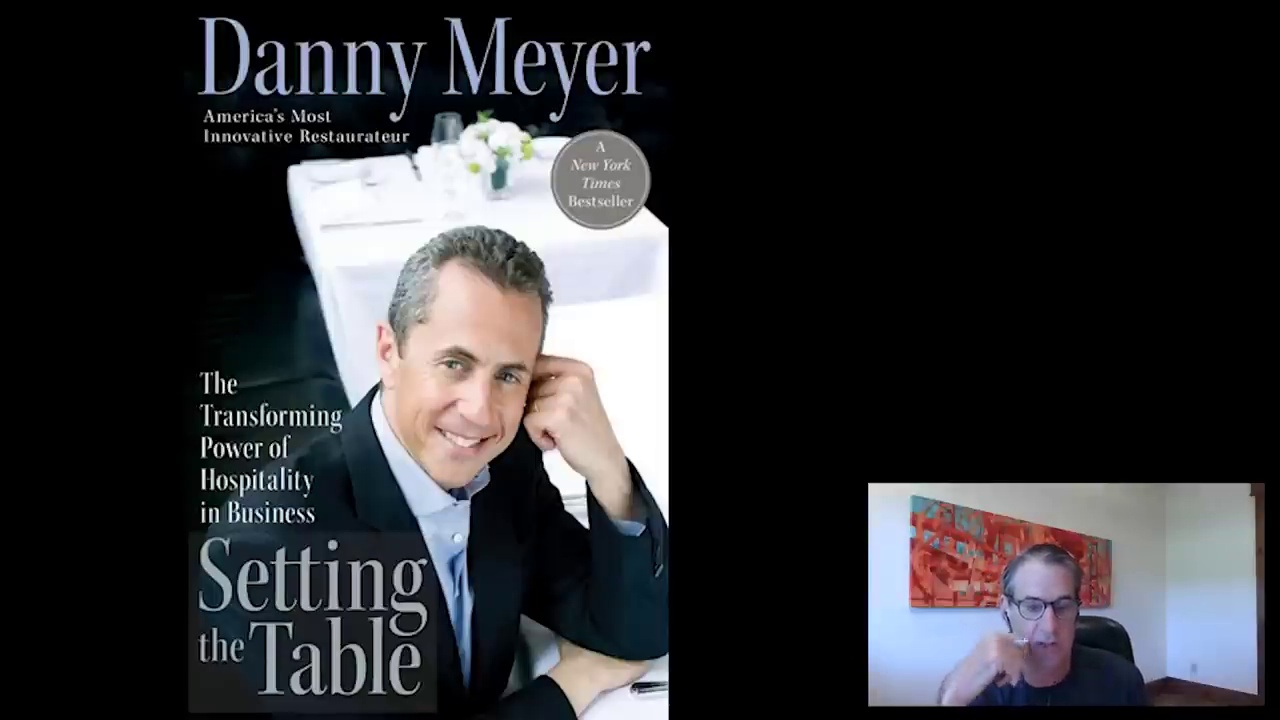 Danny Meyer
America's Most
Innovative Restaurateur
A
New York
Times
Bestseller
The
Transforming
Power of
Hospitality
in Business
Setting
the Table